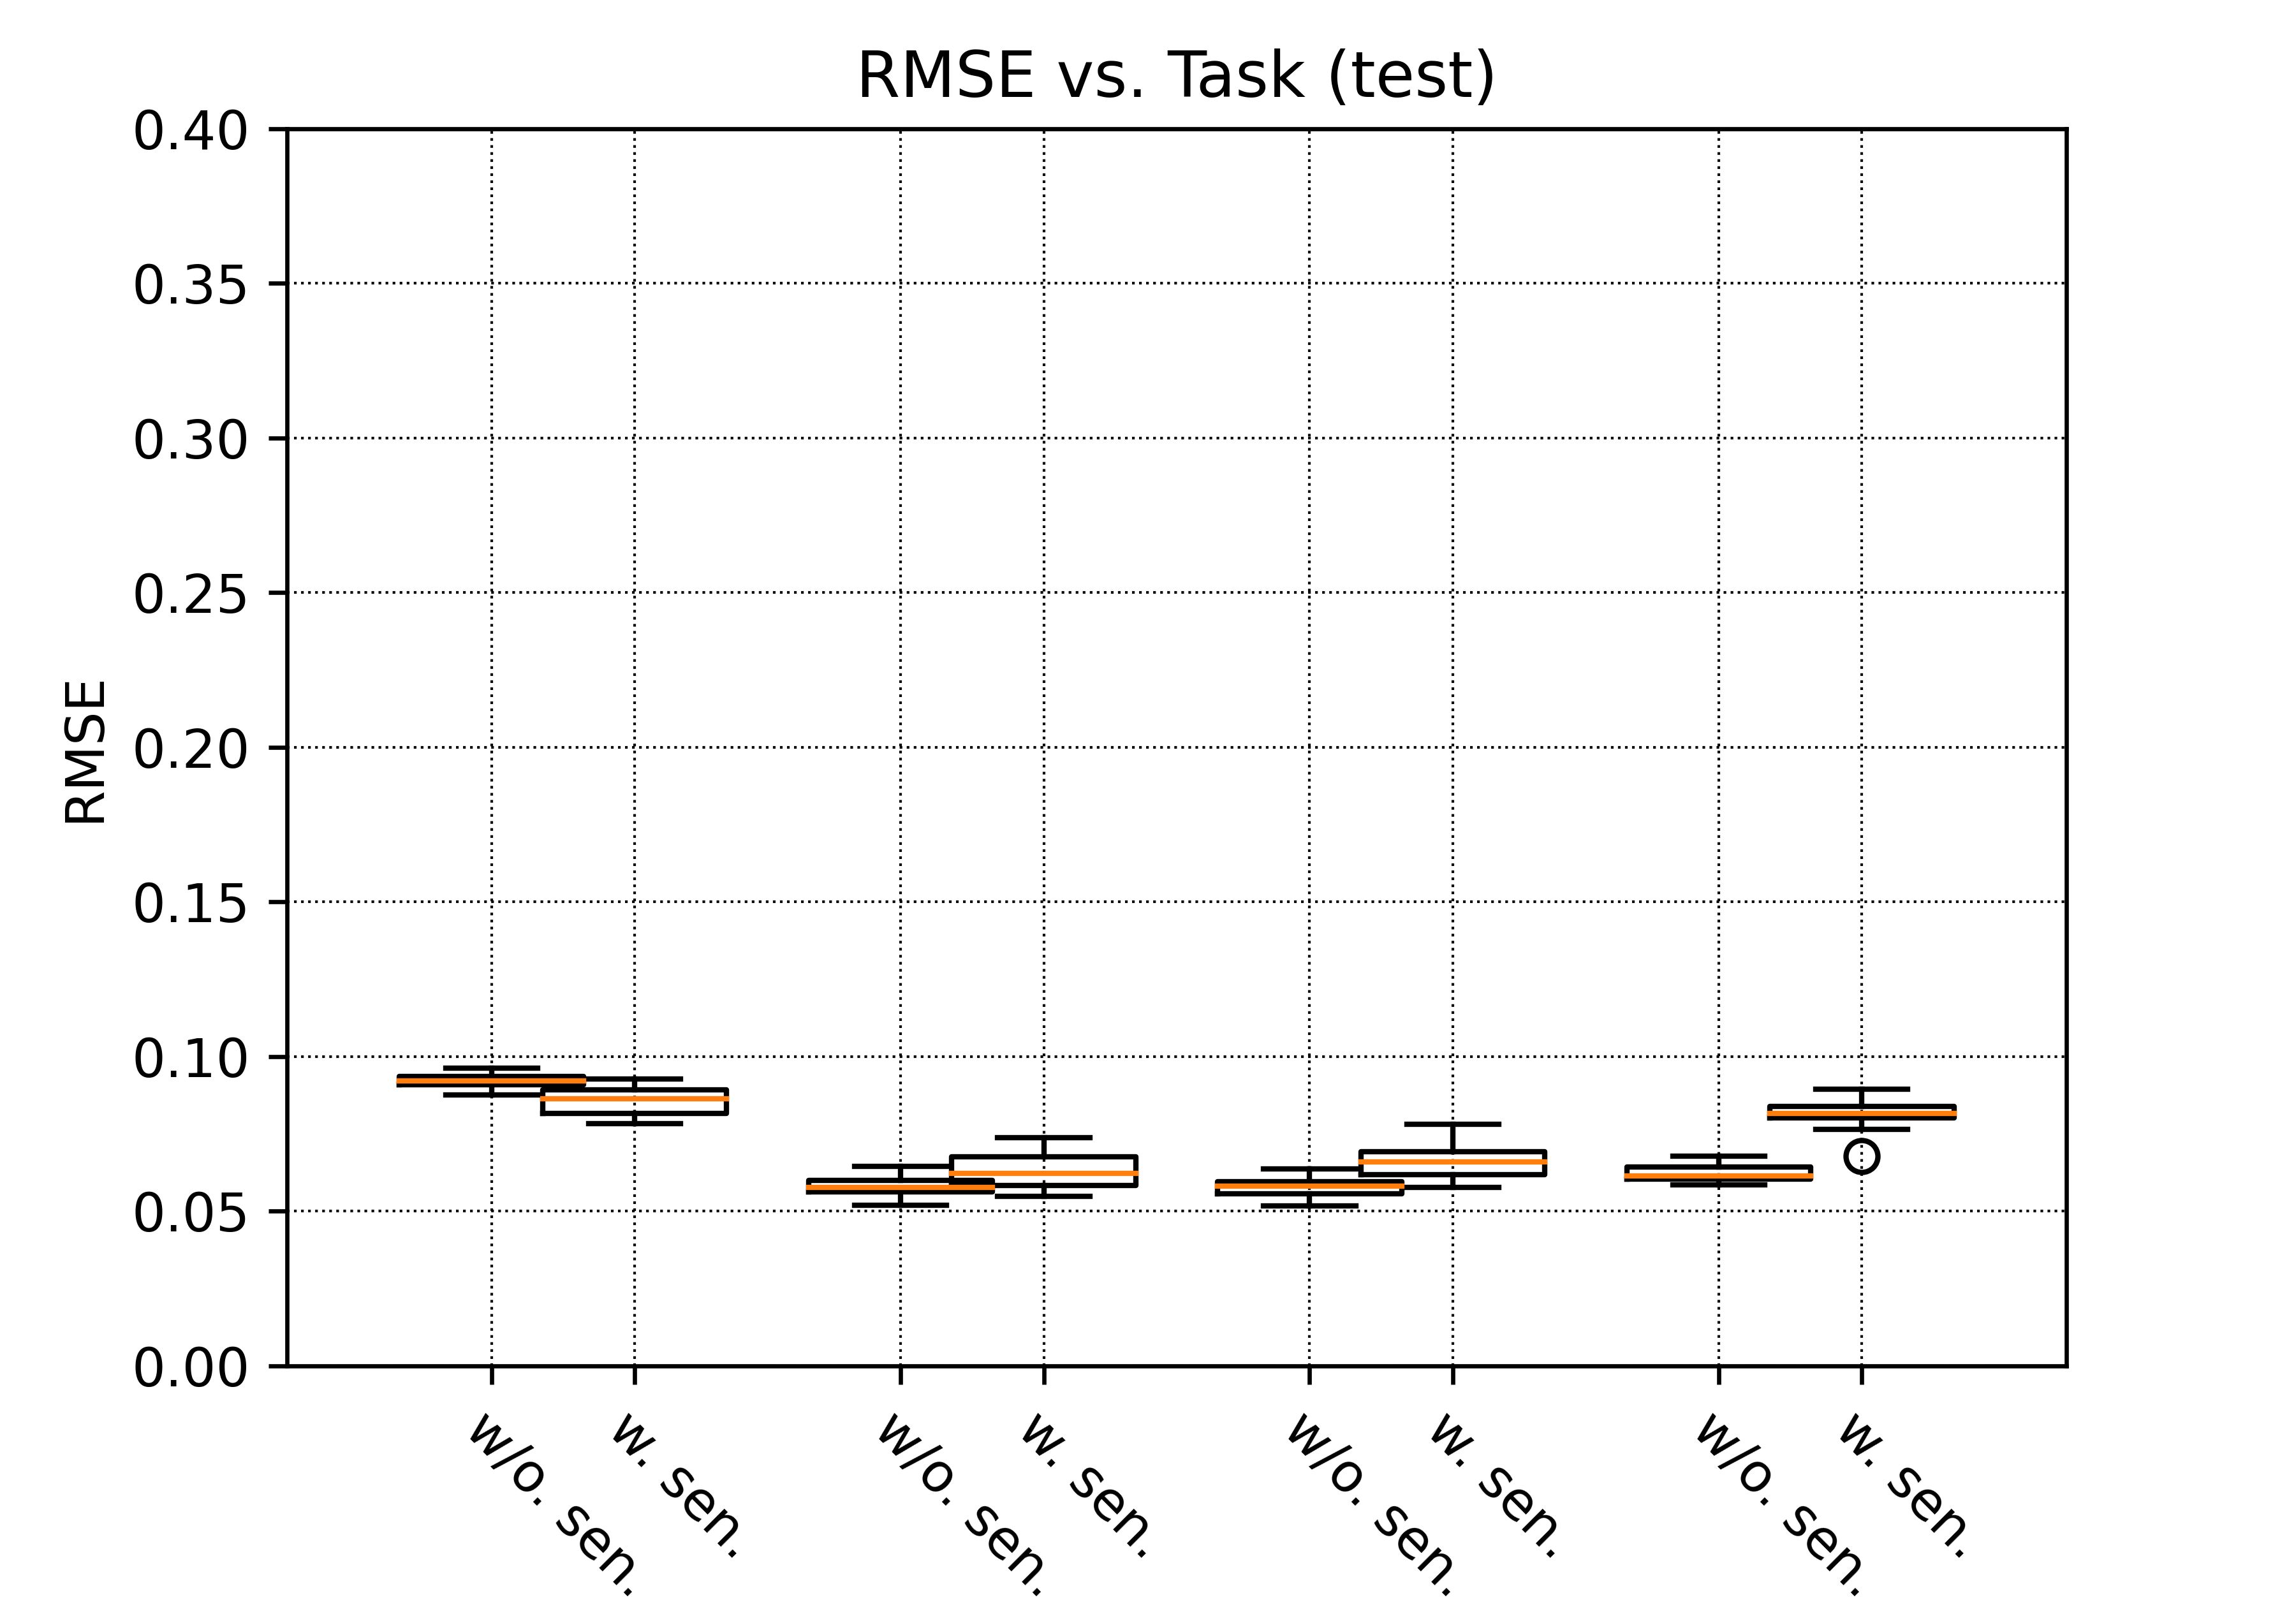 RMSE vs. Task (test)
RMSE
0.40
0.35
0.30
0.25
0.20
0.15
0.10
0.05
0.00
w/o. sen.
w. sen.
w/o. sen.
w. sen.
w/o. sen.
w. sen.
w/o. sen.
w. sen.